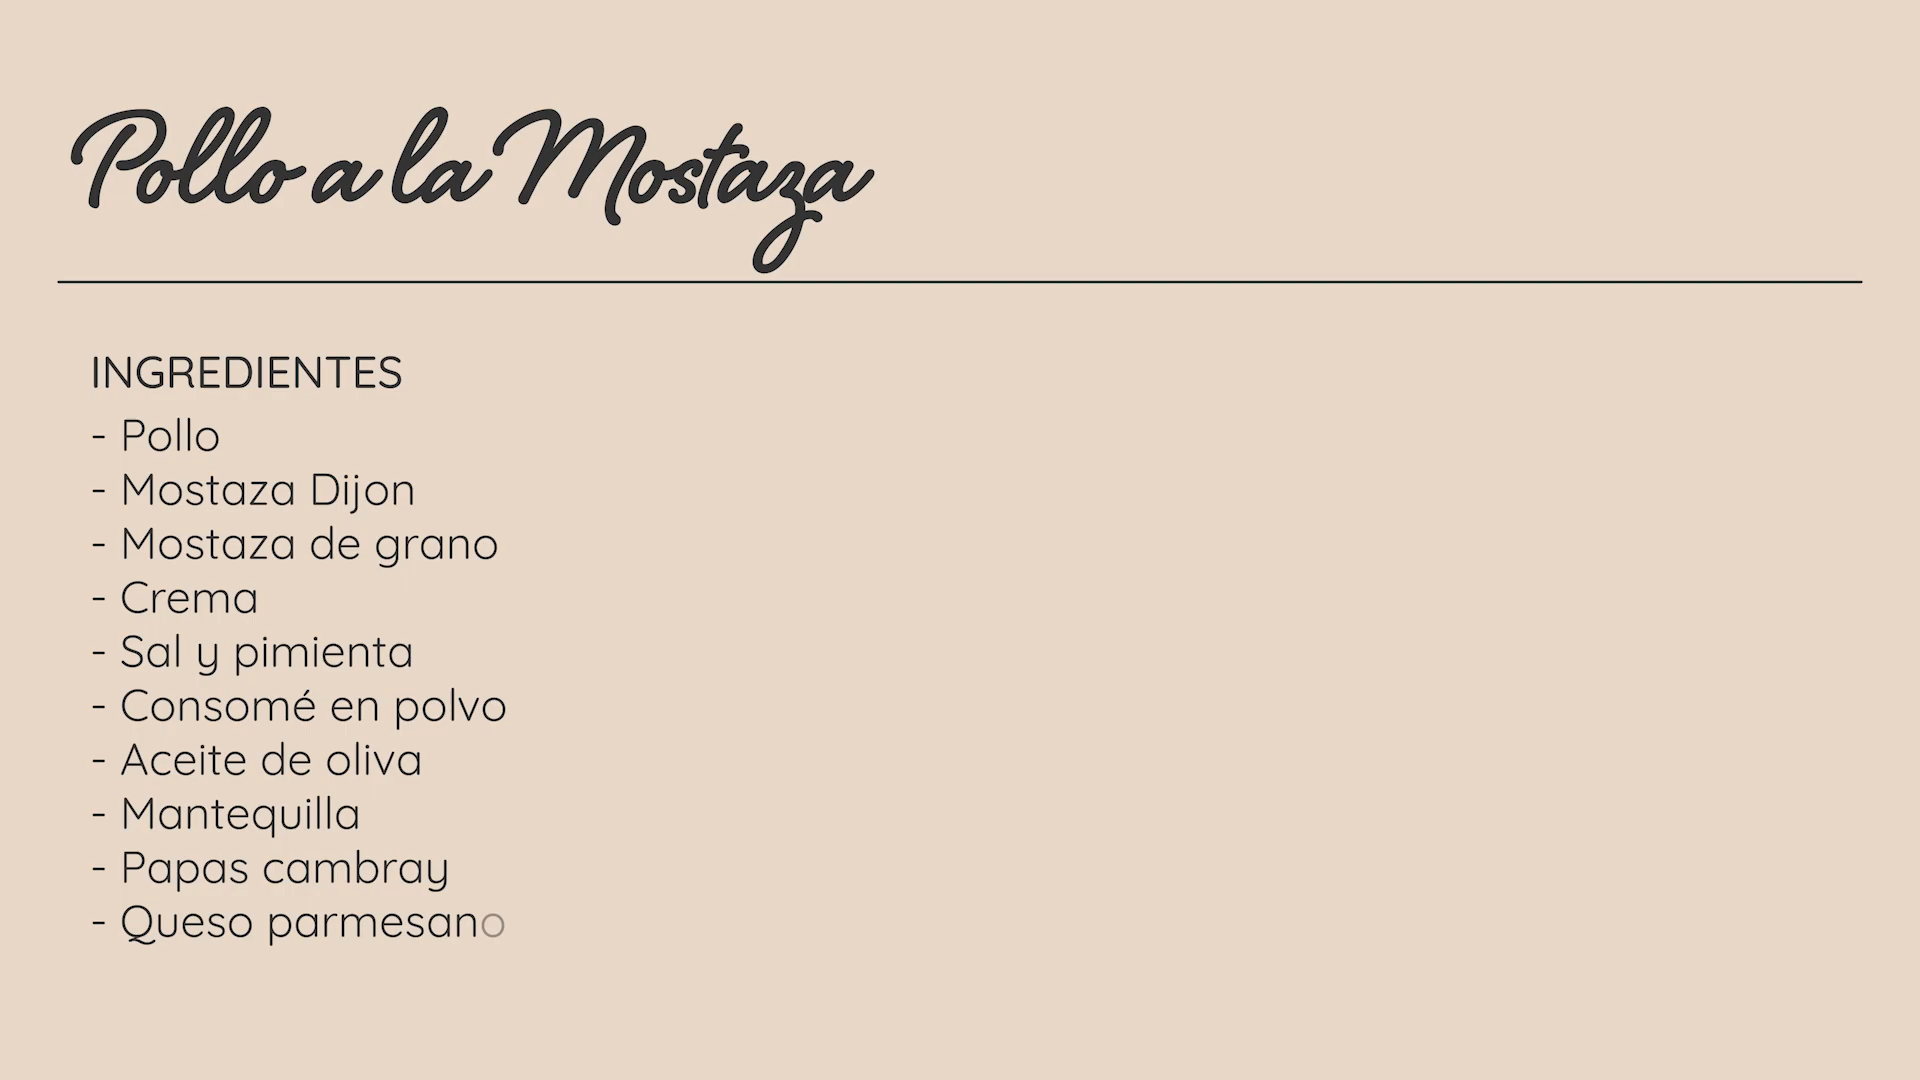 Pollo a la Mostaza
INGREDIENTES
- Pollo
- Mostaza Dijon
- Mostaza de grano
- Crema
- Sal y pimienta
- Consomé en polvo
- Aceite de oliva
- Mantequilla
- Papas cambray
- Queso parmesano